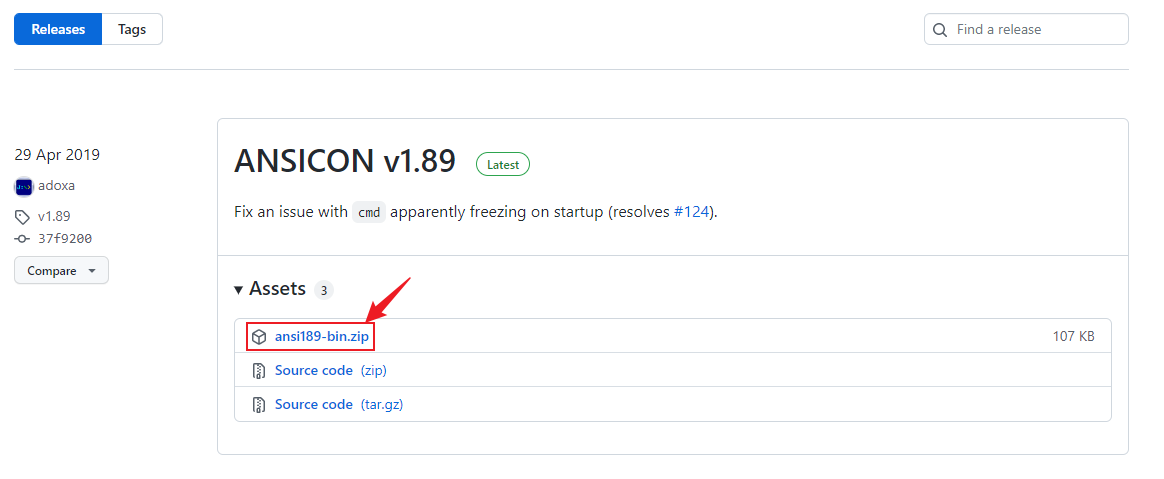 Releases
Tags
Find a release
29 Apr 2019
adoxa
v1.89
37f9200
Compare
ANSICON v1.89 Latest
Fix an issue with cmd apparently freezing on startup (resolves #124).
Assets 3
ansi189-bin.zip 107 KB
Source code (zip)
Source code (tar.gz)